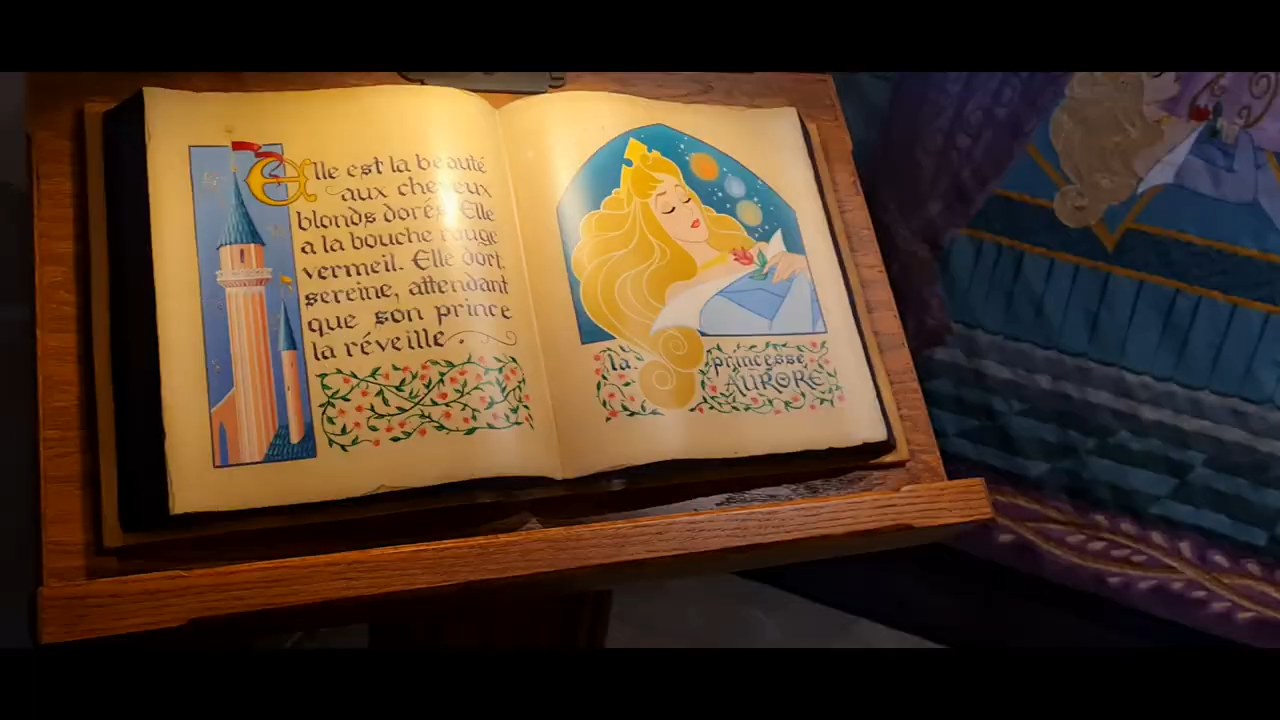 Elle est la beauté
aux cheveux
blonds dorés. Elle
a la bouche rouge
vermeil. Elle dort,
sereine, attendant
que son prince
la réveille.
la princesse
AURORE